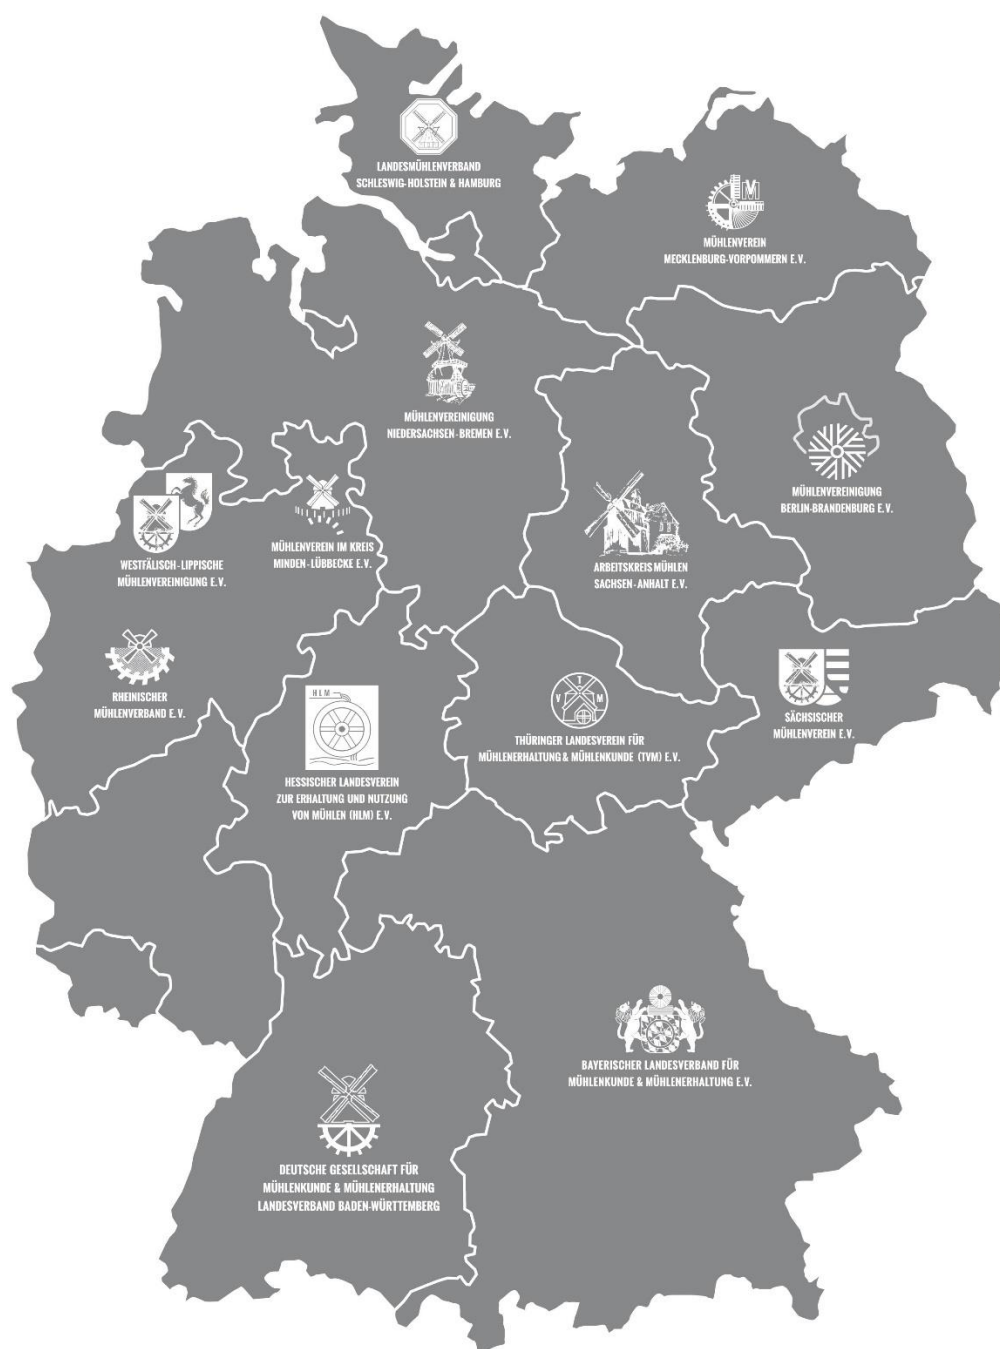 LANDESMÜHLENVERBAND
SCHLESWIG-HOLSTEIN & HAMBURG
M
MÜHLENVEREIN
MECKLENBURG-VORPOMMERN E.V.
MÜHLENVEREINIGUNG
NIEDERSACHSEN-BREMEN E.V.
MÜHLENVEREINIGUNG
BERLIN-BRANDENBURG E.V.
MÜHLENVEREIN IM KREIS
MINDEN-LÜBBECKE E.V.
WESTFÄLISCH-LIPPISCHE
MÜHLENVEREINIGUNG E.V.
ARBEITSKREIS MÜHLEN
SACHSEN-ANHALT E.V.
RHEINISCHER
MÜHLENVERBAND E.V.
HLM
HESSISCHER LANDESVEREIN
ZUR ERHALTUNG UND NUTZUNG
VON MÜHLEN (HLM) E.V.
T
V M
THÜRINGER LANDESVEREIN FÜR
MÜHLENERHALTUNG & MÜHLENKUNDE (TVM) E.V.
SÄCHSISCHER
MÜHLENVEREIN E.V.
BAYERISCHER LANDESVERBAND FÜR
MÜHLENKUNDE & MÜHLENERHALTUNG E.V.
DEUTSCHE GESELLSCHAFT FÜR
MÜHLENKUNDE & MÜHLENERHALTUNG
LANDESVERBAND BADEN-WÜRTTEMBERG